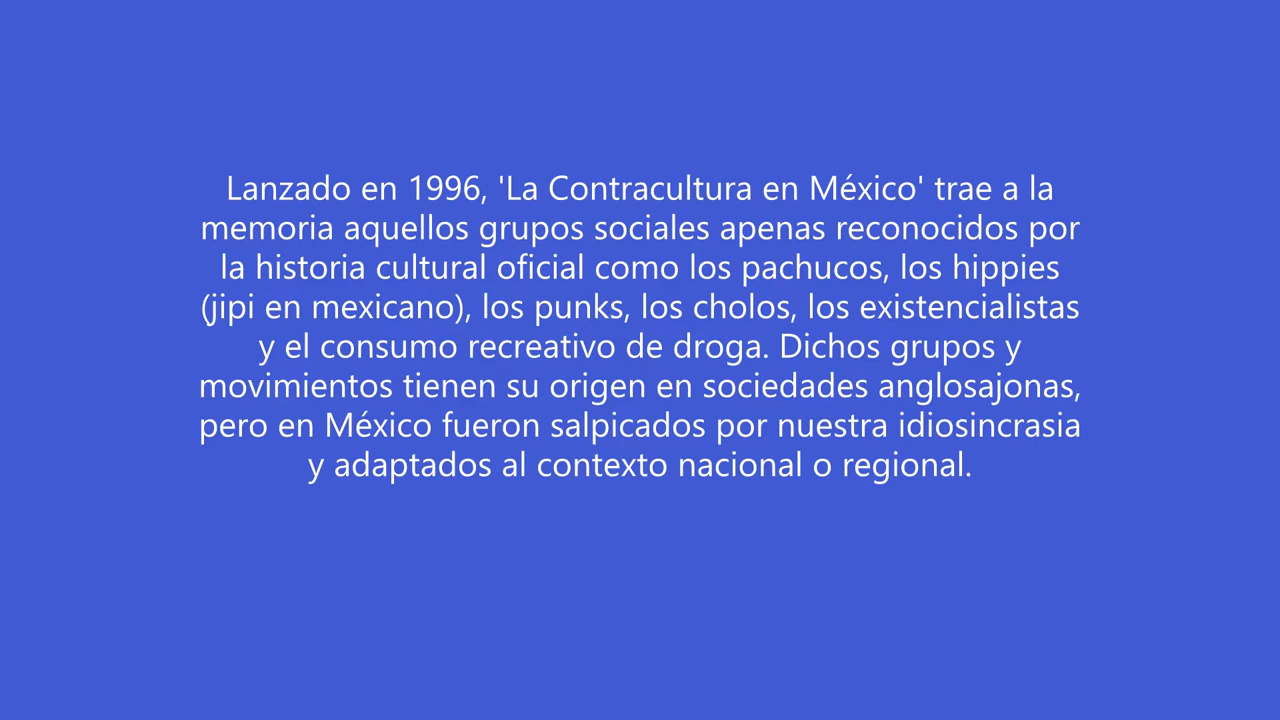 Lanzado en 1996, 'La Contracultura en México' trae a la
memoria aquellos grupos sociales apenas reconocidos por
la historia cultural oficial como los pachucos, los hippies
(jipi en mexicano), los punks, los cholos, los existencialistas
y el consumo recreativo de droga. Dichos grupos y
movimientos tienen su origen en sociedades anglosajonas,
pero en México fueron salpicados por nuestra idiosincrasia
y adaptados al contexto nacional o regional.